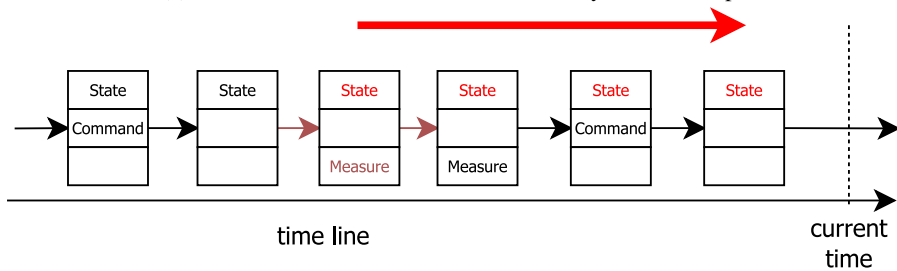 State State State State State State
Command Command
Measure Measure
time line
current
time